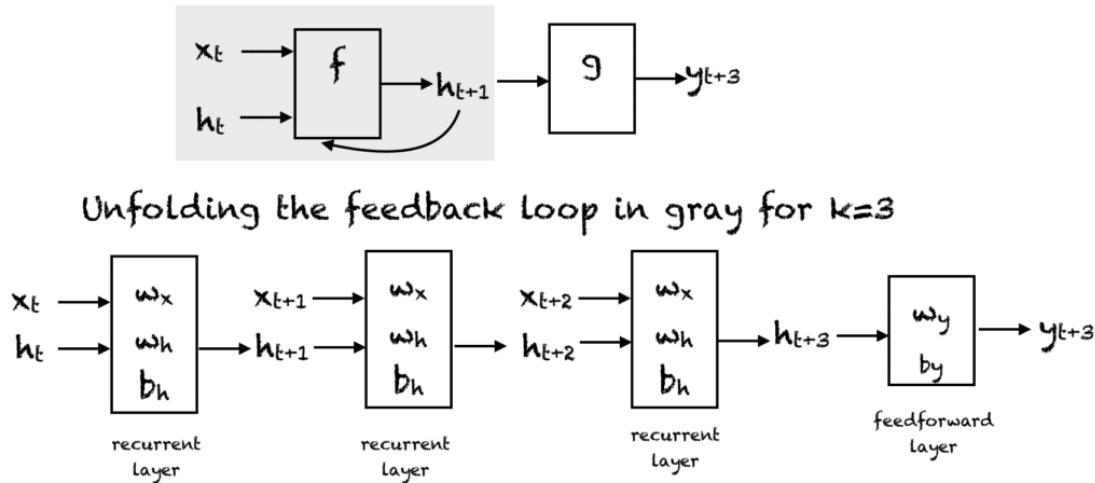 xt f ht+1 g yt+3
ht
Unfolding the feedback loop in gray for k=3
xt wx xt+1 wx xt+2 wx
ht wh ht+1 wh ht+2 wh ht+3 wy yt+3
bh bh bh by
recurrent layer
recurrent layer
recurrent layer
feedforward layer